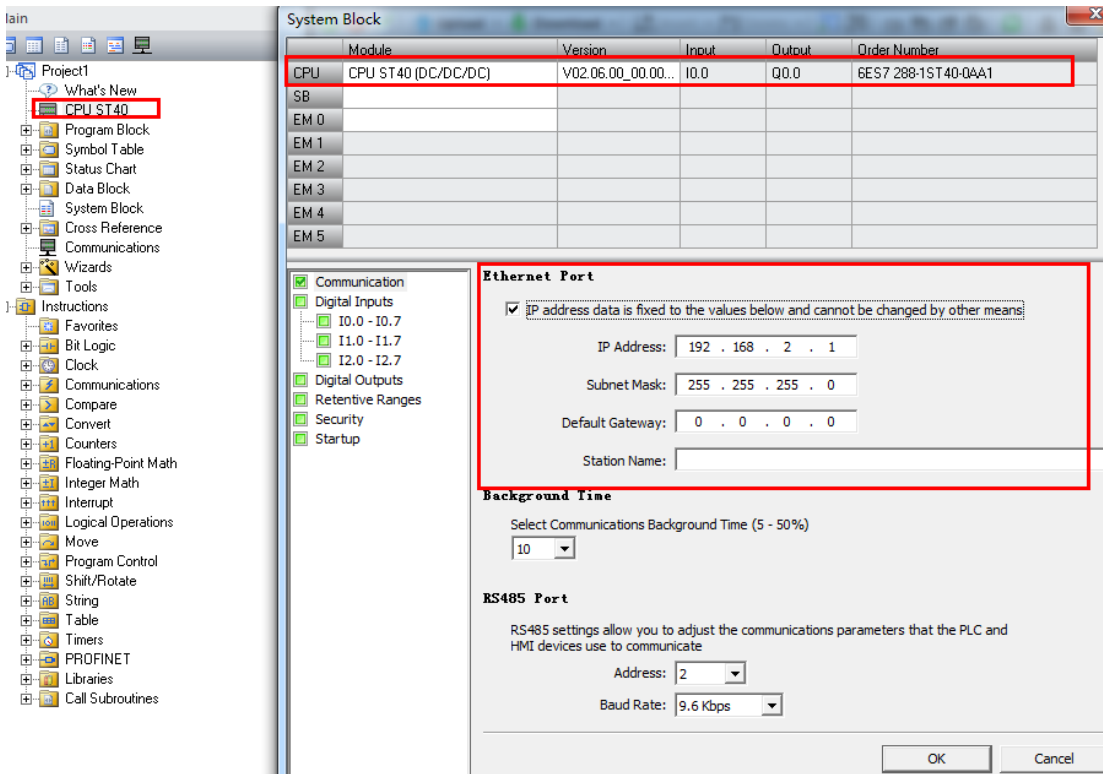 lain
Project1
What's New
CPU ST40
Program Block
Symbol Table
Status Chart
Data Block
System Block
Cross Reference
Communications
Wizards
Tools
Instructions
Favorites
Bit Logic
Clock
Communications
Compare
Convert
Counters
Floating-Point Math
Integer Math
Interrupt
Logical Operations
Move
Program Control
Shift/Rotate
String
Table
Timers
PROFINET
Libraries
Call Subroutines
System Block
Module Version Input Output Order Number
CPU CPU ST40 (DC/DC/DC) V02.06.00_00.00... I0.0 Q0.0 6ES7 288-1ST40-0AA1
SB
EM 0
EM 1
EM 2
EM 3
EM 4
EM 5
Communication
Digital Inputs
I0.0 - I0.7
I1.0 - I1.7
I2.0 - I2.7
Digital Outputs
Retentive Ranges
Security
Startup
Ethernet Port
IP address data is fixed to the values below and cannot be changed by other means
IP Address: 192 . 168 . 2 . 1
Subnet Mask: 255 . 255 . 255 . 0
Default Gateway: 0 . 0 . 0 . 0
Station Name:
Background Time
Select Communications Background Time (5 - 50%)
10
RS485 Port
RS485 settings allow you to adjust the communications parameters that the PLC and
HMI devices use to communicate
Address: 2
Baud Rate: 9.6 Kbps
OK Cancel